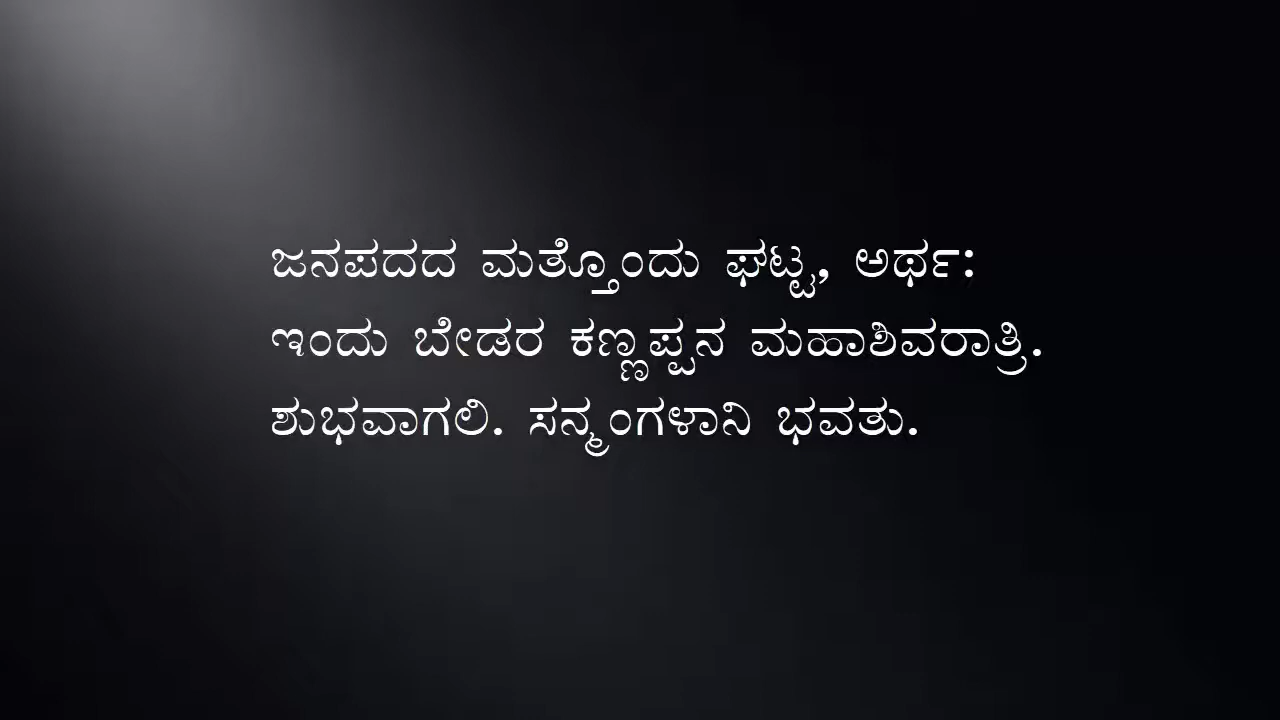 ಜನಪದದ ಮತ್ತೊಂದು ಘಟ್ಟ, ಅರ್ಥ:
ಇಂದು ಬೇಡರ ಕಣ್ಣಪ್ಪನ ಮಹಾಶಿವರಾತ್ರಿ.
ಶುಭವಾಗಲಿ. ಸನ್ಮಂಗಳಾನಿ ಭವತು.